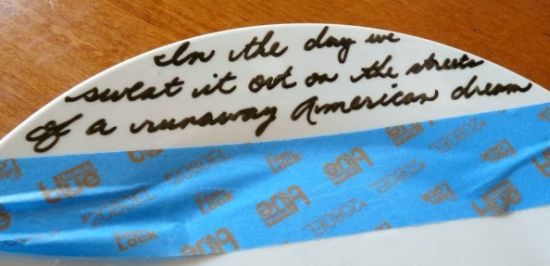 In the day we
sweat it out on the streets
of a runaway American dream